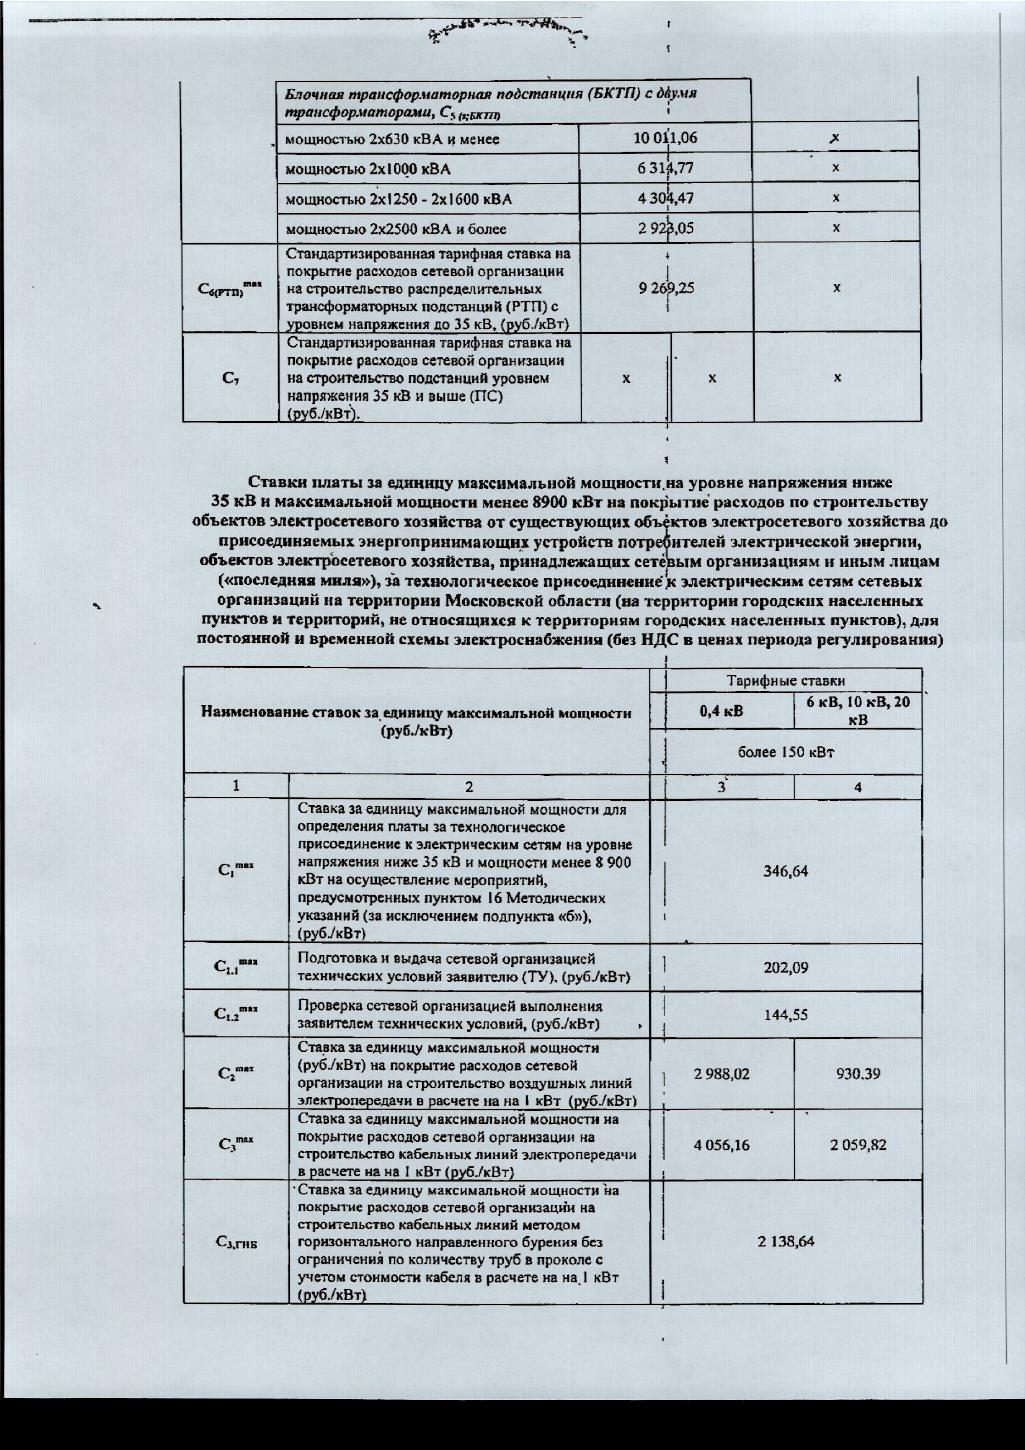 Блочная трансформаторная подстанция (БКТП) с двумя
трансформаторами, С5 (s;БКТП)
мощностью 2x630 кВА и менее 10 011,06 x
мощностью 2x1000 кВА 6 314,77 x
мощностью 2x1250 - 2x1600 кВА 4 304,47 x
мощностью 2x2500 кВА и более 2 923,05 x
Стандартизированная тарифная ставка на
покрытие расходов сетевой организации
С6(РТП)max на строительство распределительных 9 269,25 x
трансформаторных подстанций (РТП) с
уровнем напряжения до 35 кВ, (руб./кВт)
Стандартизированная тарифная ставка на
покрытие расходов сетевой организации
С7 на строительство подстанций уровнем x x x
напряжения 35 кВ и выше (ПС)
(руб./кВт).
Ставки платы за единицу максимальной мощности на уровне напряжения ниже
35 кВ и максимальной мощности менее 8900 кВт на покрытие расходов по строительству
объектов электросетевого хозяйства от существующих объектов электросетевого хозяйства до
присоединяемых энергопринимающих устройств потребителей электрической энергии,
объектов электросетевого хозяйства, принадлежащих сетевым организациям и иным лицам
(«последняя миля»), за технологическое присоединение к электрическим сетям сетевых
организаций на территории Московской области (на территории городских населенных
пунктов и территорий, не относящихся к территориям городских населенных пунктов), для
постоянной и временной схемы электроснабжения (без НДС в ценах периода регулирования)
Наименование ставок за единицу максимальной мощности
(руб./кВт)
Тарифные ставки
0,4 кВ 6 кВ, 10 кВ, 20
кВ
более 150 кВт
1 2 3 4
Ставка за единицу максимальной мощности для
определения платы за технологическое
присоединение к электрическим сетям на уровне
напряжения ниже 35 кВ и мощности менее 8 900
С1max кВт на осуществление мероприятий, 346,64
предусмотренных пунктом 16 Методических
указаний (за исключением подпункта «б»),
(руб./кВт)
С1.1max Подготовка и выдача сетевой организацией 202,09
технических условий заявителю (ТУ), (руб./кВт)
С1.2max Проверка сетевой организацией выполнения 144,55
заявителем технических условий, (руб./кВт)
Ставка за единицу максимальной мощности
С2max (руб./кВт) на покрытие расходов сетевой 2 988,02 930.39
организации на строительство воздушных линий
электропередачи в расчете на на 1 кВт (руб./кВт)
Ставка за единицу максимальной мощности на
С3max покрытие расходов сетевой организации на 4 056,16 2 059,82
строительство кабельных линий электропередачи
в расчете на на 1 кВт (руб./кВт)
Ставка за единицу максимальной мощности на
покрытие расходов сетевой организации на
строительство кабельных линий методом
С3,ГНБ горизонтального направленного бурения без 2 138,64
ограничения по количеству труб в проколе с
учетом стоимости кабеля в расчете на на 1 кВт
(руб./кВт)